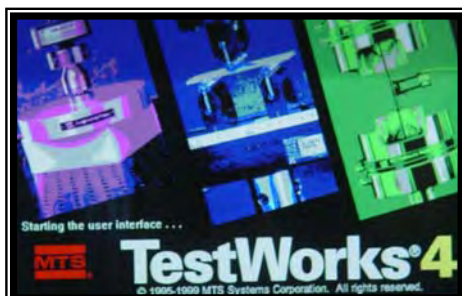 Starting the user interface . . .
MTS
TestWorks®4
© 1995-1999 MTS Systems Corporation. All rights reserved.